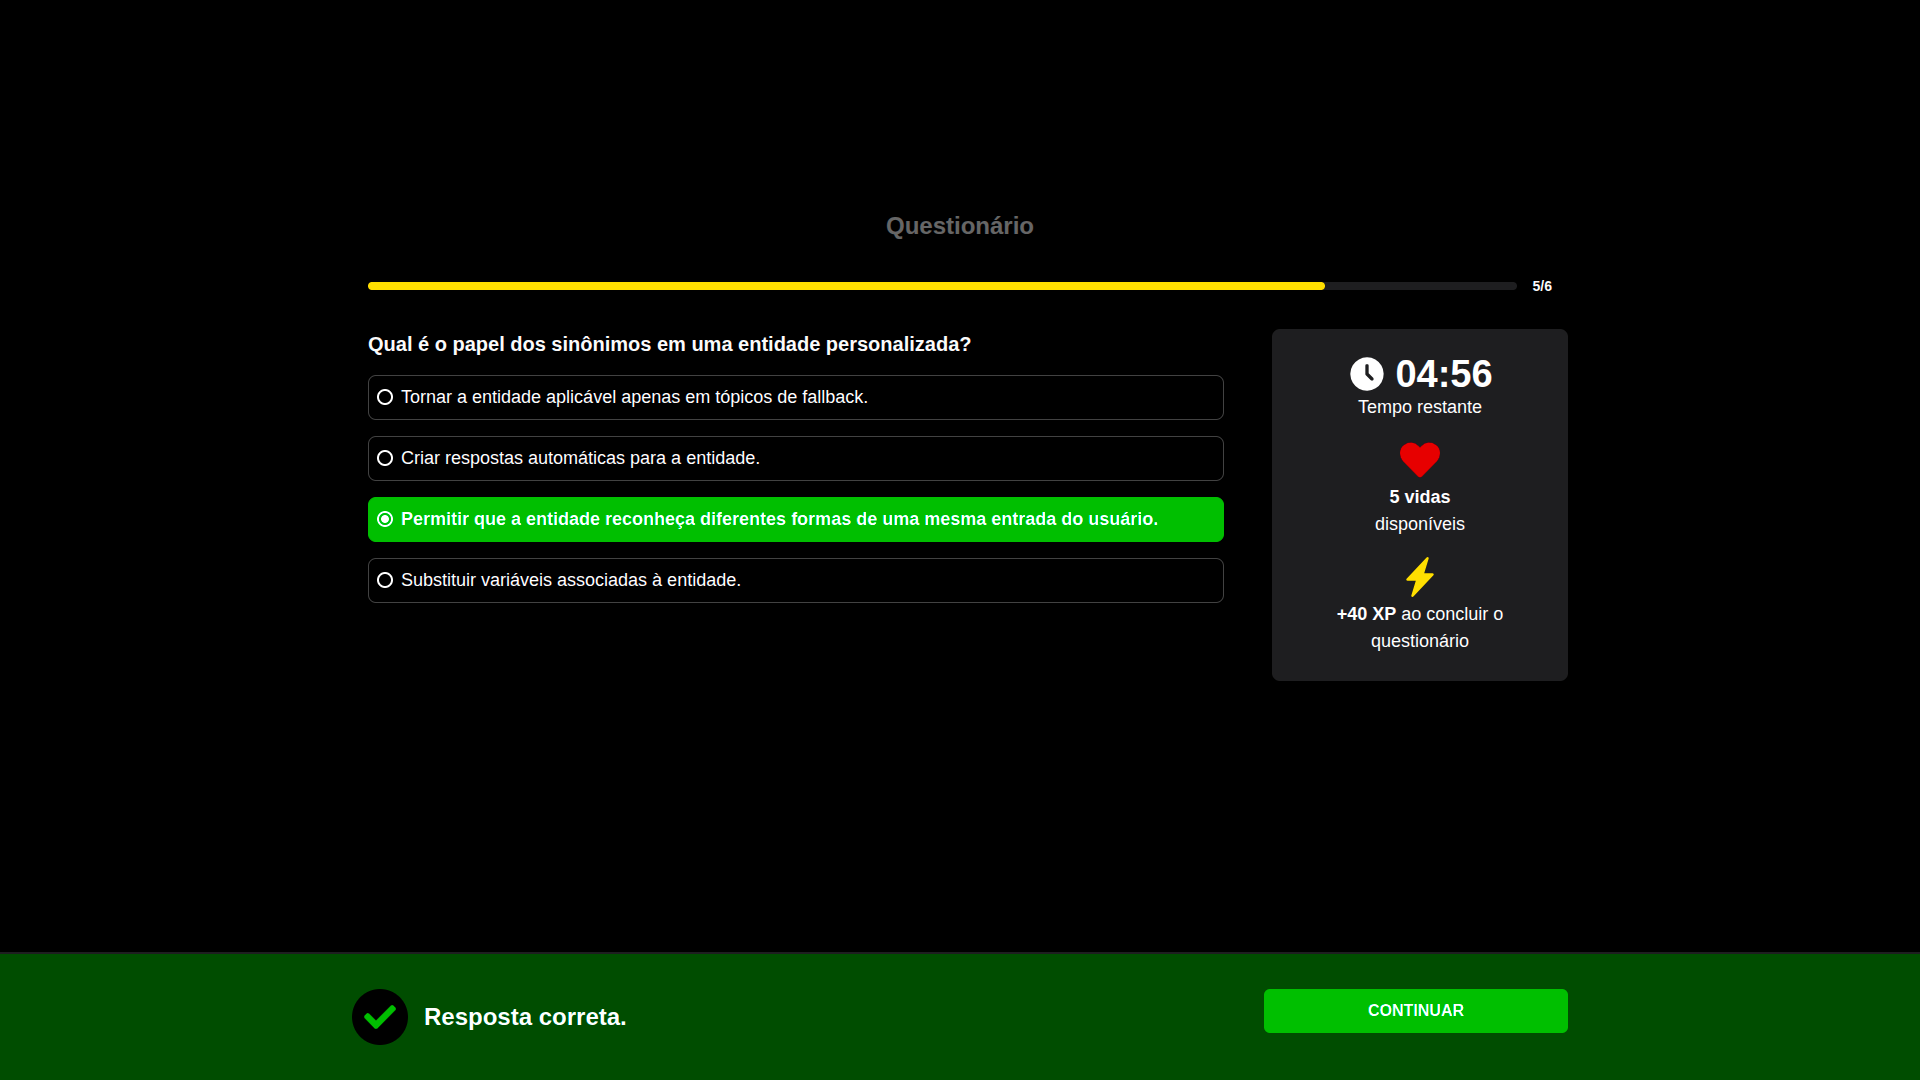 Questionário
5/6
Qual é o papel dos sinônimos em uma entidade personalizada?
Tornar a entidade aplicável apenas em tópicos de fallback.
Criar respostas automáticas para a entidade.
Permitir que a entidade reconheça diferentes formas de uma mesma entrada do usuário.
Substituir variáveis associadas à entidade.
04:56
Tempo restante
5 vidas
disponíveis
+40 XP ao concluir o
questionário
Resposta correta.
CONTINUAR